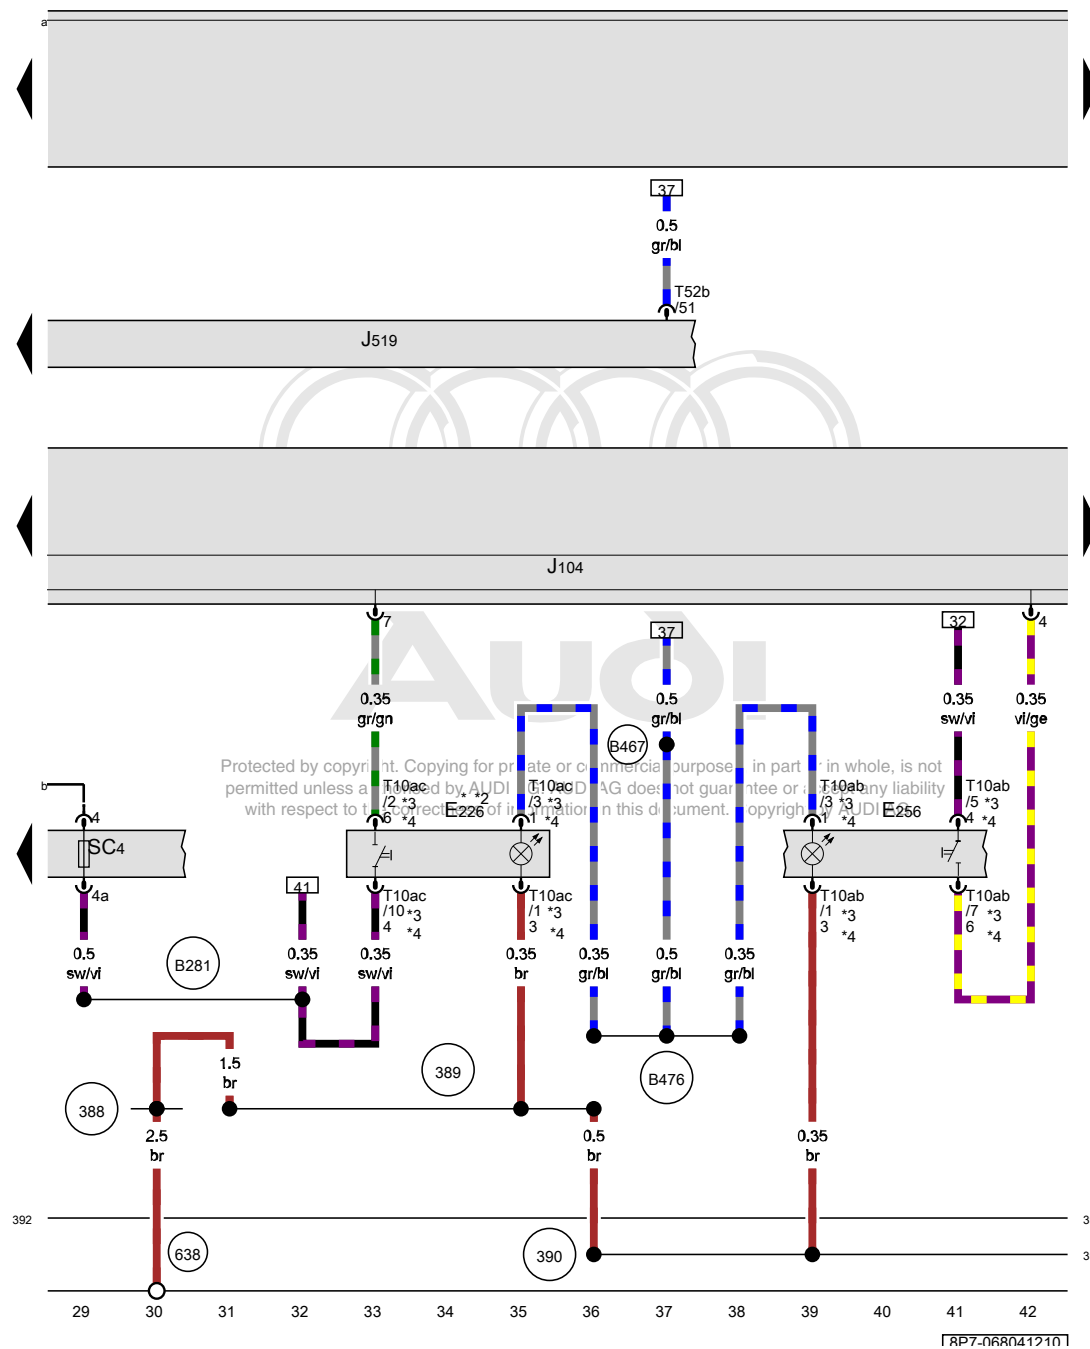 a
37
0.5
gr/bl
T52b
/51
J519
J104
7
37
32
4
0.35
gr/gn
0.5
gr/bl
0.35
sw/vi
0.35
vi/ge
B467
Audi
Protected by copyright. Copying for private or commercial purposes, in part or in whole, is not
permitted unless authorised by AUDI AG. AUDI AG does not guarantee or accept any liability
with respect to the correctness of information in this document. Copyright by AUDI AG.
b
4
T10ac
/2 *3
6 *4
* *2
E226
T10ac
/3 *3
1 *4
T10ab
/3 *3
1 *4
E256
T10ab
/5 *3
4 *4
SC4
4a
41
T10ac
/10 *3
4 *4
T10ac
/1 *3
3 *4
T10ab
/1 *3
3 *4
T10ab
/7 *3
6 *4
0.5
sw/vi
B281
0.35
sw/vi
0.35
sw/vi
0.35
br
0.35
gr/bl
0.5
gr/bl
0.35
gr/bl
1.5
br
389
B476
388
2.5
br
0.5
br
0.35
br
392
3
638
390
3
29 30 31 32 33 34 35 36 37 38 39 40 41 42
8P7-068041210